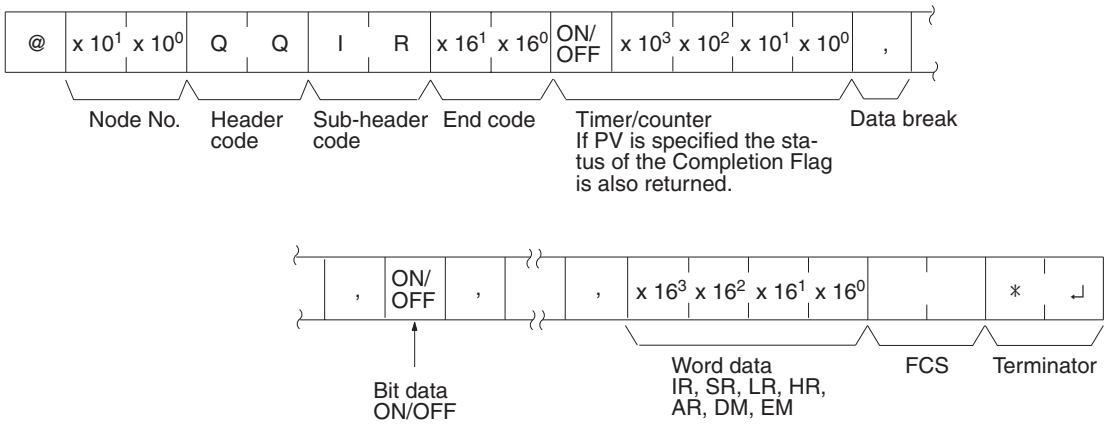 @ x 10¹ x 10⁰ Q Q I R x 16¹ x 16⁰ ON/OFF x 10³ x 10² x 10¹ x 10⁰ ,
Node No. Header code Sub-header code End code Timer/counter Data break
If PV is specified the sta-
tus of the Completion Flag
is also returned.
, ON/OFF , , x 16³ x 16² x 16¹ x 16⁰ * ↵
Bit data
ON/OFF
Word data
IR, SR, LR, HR,
AR, DM, EM
FCS
Terminator